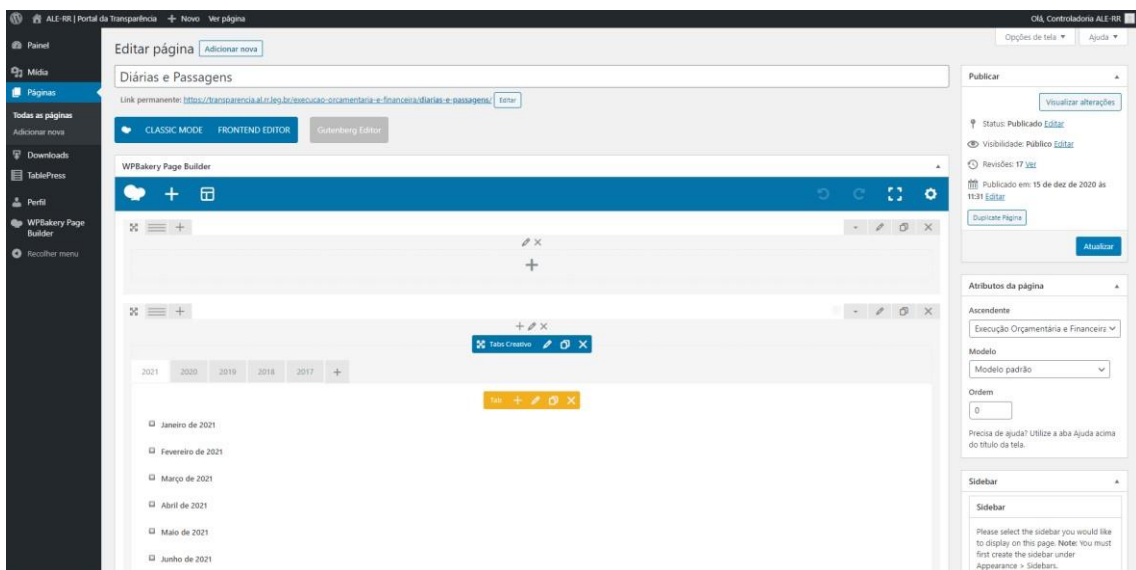 ALE-RR | Portal da Transparência + Novo Ver página
Olá, Controladoria ALE-RR
Painel
Mídia
Páginas
Todas as páginas
Adicionar nova
Downloads
TablePress
Perfil
WPBakery Page
Builder
Recolher menu
Opções de tela ▼ Ajuda ▼
Editar página Adicionar nova
Diárias e Passagens
Link permanente: https://transparencia.al.rr.leg.br/execucao-orcamentaria-e-financeira/diarias-e-passagens/ Editar
CLASSIC MODE FRONTEND EDITOR Gutenberg Editor
WPBakery Page Builder
Tabs Creativo
2021 2020 2019 2018 2017 +
Tab
Janeiro de 2021
Fevereiro de 2021
Março de 2021
Abril de 2021
Maio de 2021
Junho de 2021
Publicar
Visualizar alterações
Status: Publicado Editar
Visibilidade: Público Editar
Revisões: 17 Ver
Publicado em: 15 de dez de 2020 às
11:31 Editar
Duplicate Página
Atualizar
Atributos da página
Ascendente
Execução Orçamentária e Financeira
Modelo
Modelo padrão
Ordem
0
Precisa de ajuda? Utilize a aba Ajuda acima
do título da tela.
Sidebar
Sidebar
Please select the sidebar you would like
to display on this page. Note: You must
first create the sidebar under
Appearance > Sidebars.